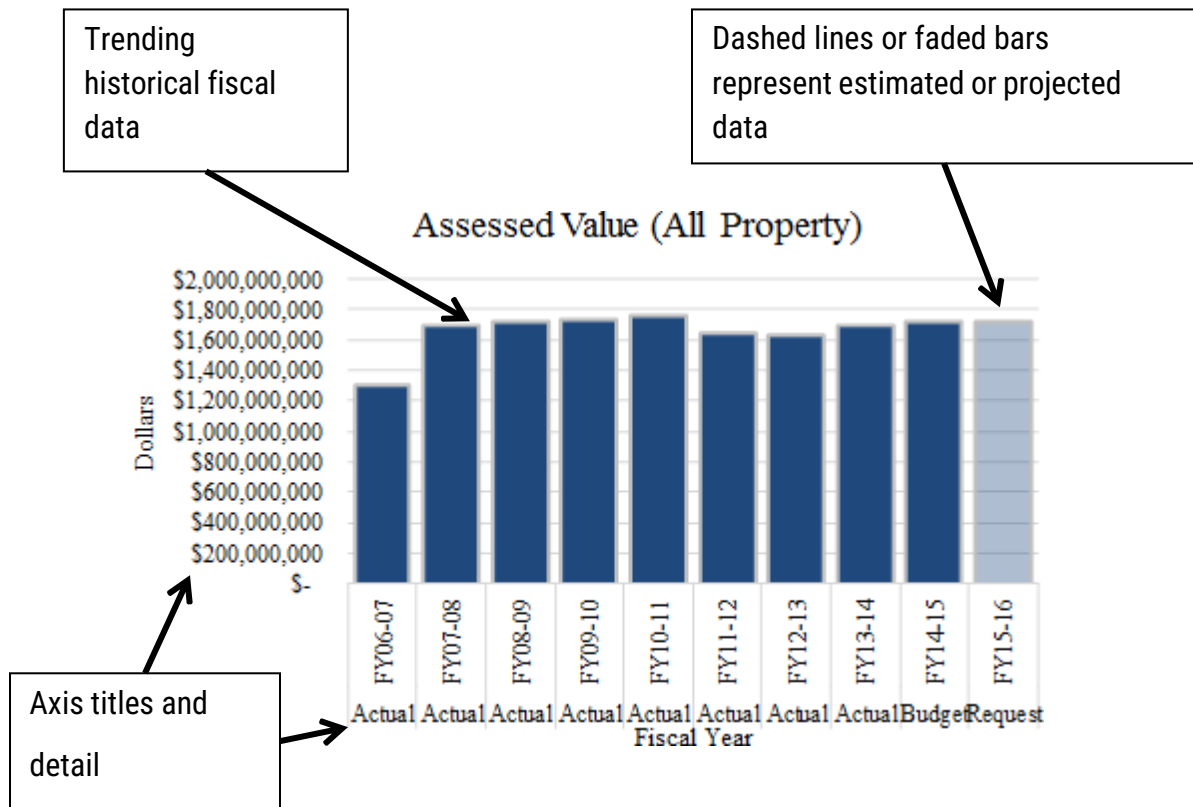 Trending
historical fiscal
data
Dashed lines or faded bars
represent estimated or projected
data
Assessed Value (All Property)
Dollars
$2,000,000,000
$1,800,000,000
$1,600,000,000
$1,400,000,000
$1,200,000,000
$1,000,000,000
$800,000,000
$600,000,000
$400,000,000
$200,000,000
$-
FY06-07
FY07-08
FY08-09
FY09-10
FY10-11
FY11-12
FY12-13
FY13-14
FY14-15
FY15-16
Actual Actual Actual Actual Actual Actual Actual Actual Budget Request
Fiscal Year
Axis titles and
detail